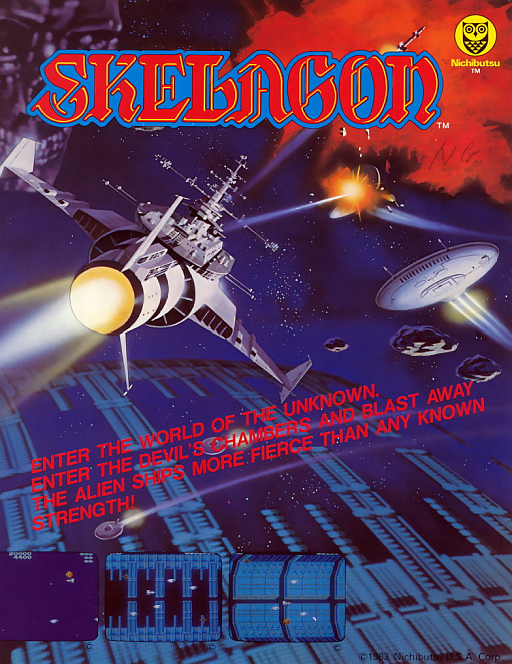 SKELAGON
TM
Nichibutsu
TM
ENTER THE WORLD OF THE UNKNOWN.
ENTER THE DEVIL'S CHAMBERS AND BLAST AWAY
THE ALIEN SHIPS MORE FIERCE THAN ANY KNOWN
STRENGTH!
20000
4400
©
©
©
©1983 Nichibutsu U.S.A. Corp.